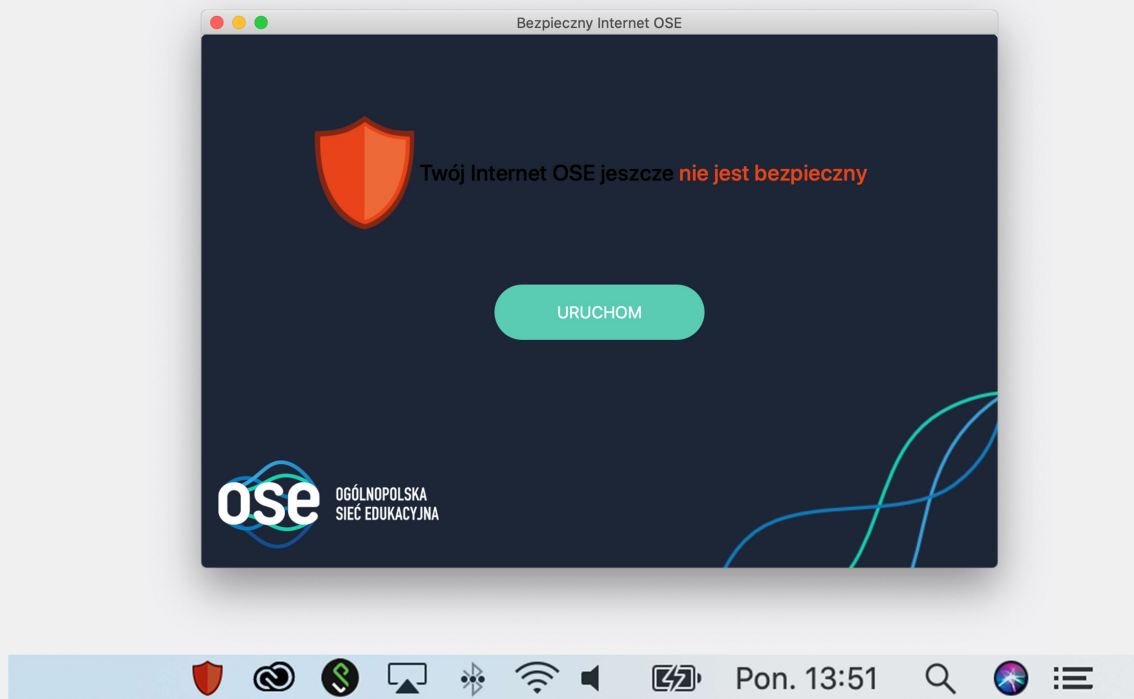 Bezpieczny Internet OSE
Twój Internet OSE jeszcze nie jest bezpieczny
URUCHOM
ose
OGÓLNOPOLSKA
SIEĆ EDUKACYJNA
Pon. 13:51